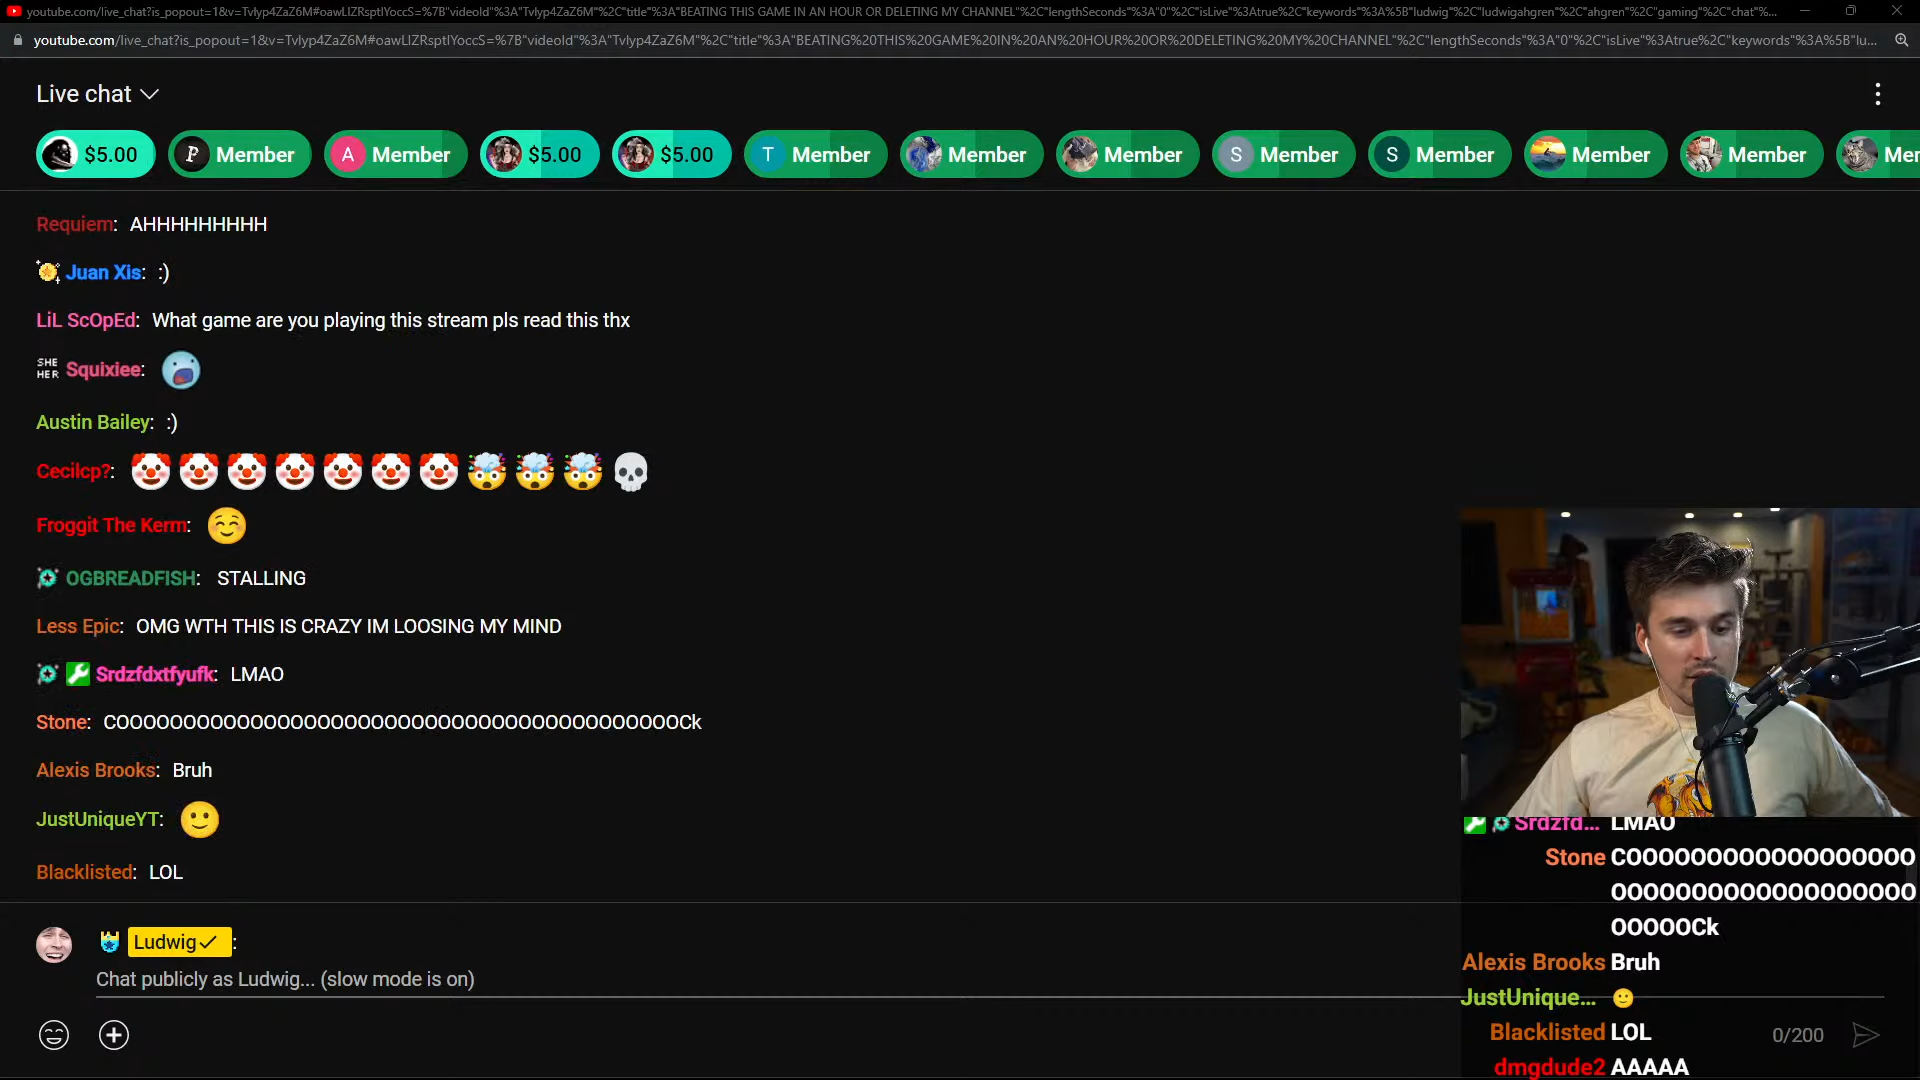 youtube.com/live_chat?is_popout=1&v=Tvlyp4ZaZ6M#oawLlZRsptlYoccS=%7B"videoId"%3A"Tvlyp4ZaZ6M"%2C"title"%3A"BEATING THIS GAME IN AN HOUR OR DELETING MY CHANNEL"%2C"lengthSeconds"%3A"0"%2C"isLive"%3Atrue%2C"keywords"%3A%5B"ludwig"%2C"ludwigahgren"%2C"ahgren"%2C"gaming"%2C"chat"%...
youtube.com/live_chat?is_popout=1&v=Tvlyp4ZaZ6M#oawLlZRsptlYoccS=%7B"videoId"%3A"Tvlyp4ZaZ6M"%2C"title"%3A"BEATING%20THIS%20GAME%20IN%20AN%20HOUR%20OR%20DELETING%20MY%20CHANNEL"%2C"lengthSeconds"%3A"0"%2C"isLive"%3Atrue%2C"keywords"%3A%5B"lu...
Live chat
$5.00 P Member A Member $5.00 $5.00 T Member Member Member S Member S Member Member Member Mer
Requiem: AHHHHHHHHH
Juan Xis: :)
LiL ScOpEd: What game are you playing this stream pls read this thx
SHE HER Squixiee:
Austin Bailey: :)
Cecilcp?: 🤡🤡🤡🤡🤡🤡🤡🤯🤯🤯💀
Froggit The Kerm: ☺️
OGBREADFISH: STALLING
Less Epic: OMG WTH THIS IS CRAZY IM LOOSING MY MIND
Srdzfdxtfyufk: LMAO
Stone: COOOOOOOOOOOOOOOOOOOOOOOOOOOOOOOOOOOOOOOOOOCk
Alexis Brooks: Bruh
JustUniqueYT: 🙂
Blacklisted: LOL
Ludwig✓:
Chat publicly as Ludwig... (slow mode is on)
0/200
Srdzfd... LMAO
Stone COOOOOOOOOOOOOOOOOO
OOOOOOOOOOOOOOOOOOO
OOOOOCk
Alexis Brooks Bruh
JustUnique... 🙂
Blacklisted LOL
dmgdude2 AAAAA